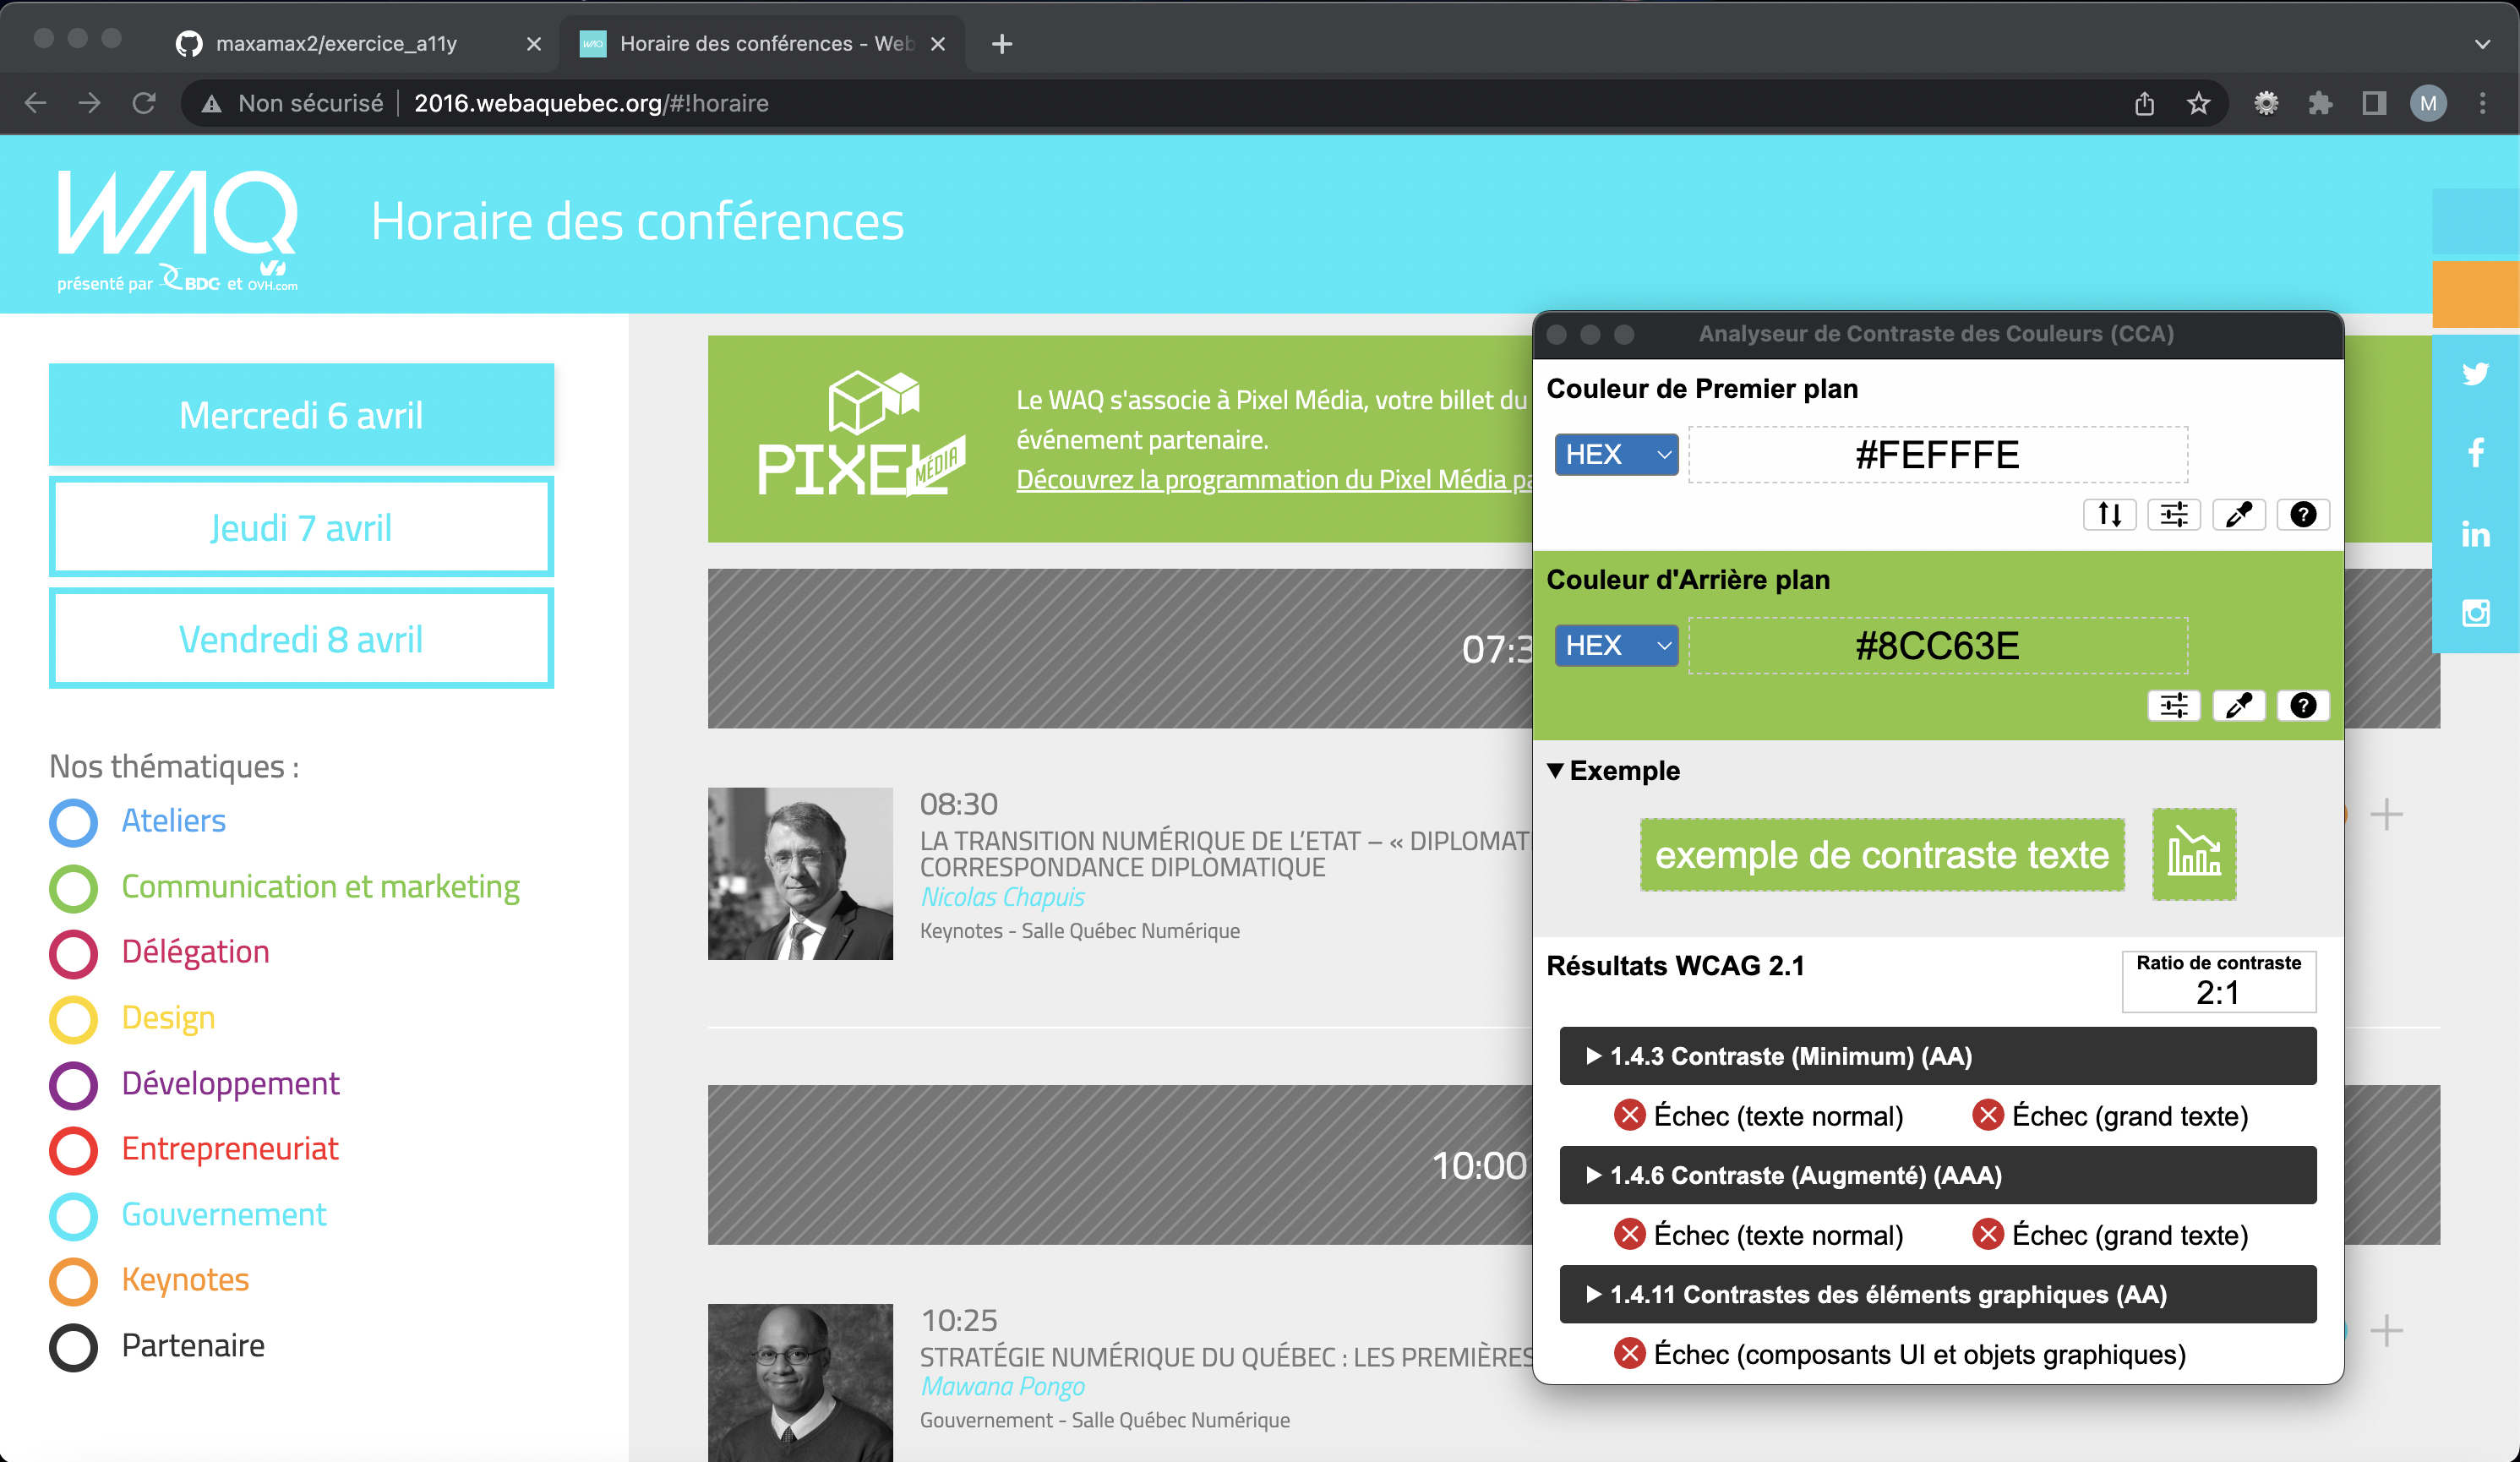 maxamax2/exercice_a11y
Horaire des conférences - Web
Non sécurisé
2016.webaquebec.org/#!horaire
M
WAQ
présenté par BDC et OVH.com
Horaire des conférences
Mercredi 6 avril
Jeudi 7 avril
Vendredi 8 avril
Nos thématiques :
Ateliers
Communication et marketing
Délégation
Design
Développement
Entrepreneuriat
Gouvernement
Keynotes
Partenaire
PIXEL MÉDIA
Le WAQ s'associe à Pixel Média, votre billet du
événement partenaire.
Découvrez la programmation du Pixel Média pa
07:3
08:30
LA TRANSITION NUMÉRIQUE DE L’ETAT – « DIPLOMATI
CORRESPONDANCE DIPLOMATIQUE
Nicolas Chapuis
Keynotes - Salle Québec Numérique
10:00
10:25
STRATÉGIE NUMÉRIQUE DU QUÉBEC : LES PREMIÈRES
Mawana Pongo
Gouvernement - Salle Québec Numérique
Analyseur de Contraste des Couleurs (CCA)
Couleur de Premier plan
HEX
#FEFFFE
Couleur d'Arrière plan
HEX
#8CC63E
Exemple
exemple de contraste texte
Résultats WCAG 2.1
Ratio de contraste
2:1
1.4.3 Contraste (Minimum) (AA)
Échec (texte normal) Échec (grand texte)
1.4.6 Contraste (Augmenté) (AAA)
Échec (texte normal) Échec (grand texte)
1.4.11 Contrastes des éléments graphiques (AA)
Échec (composants UI et objets graphiques)